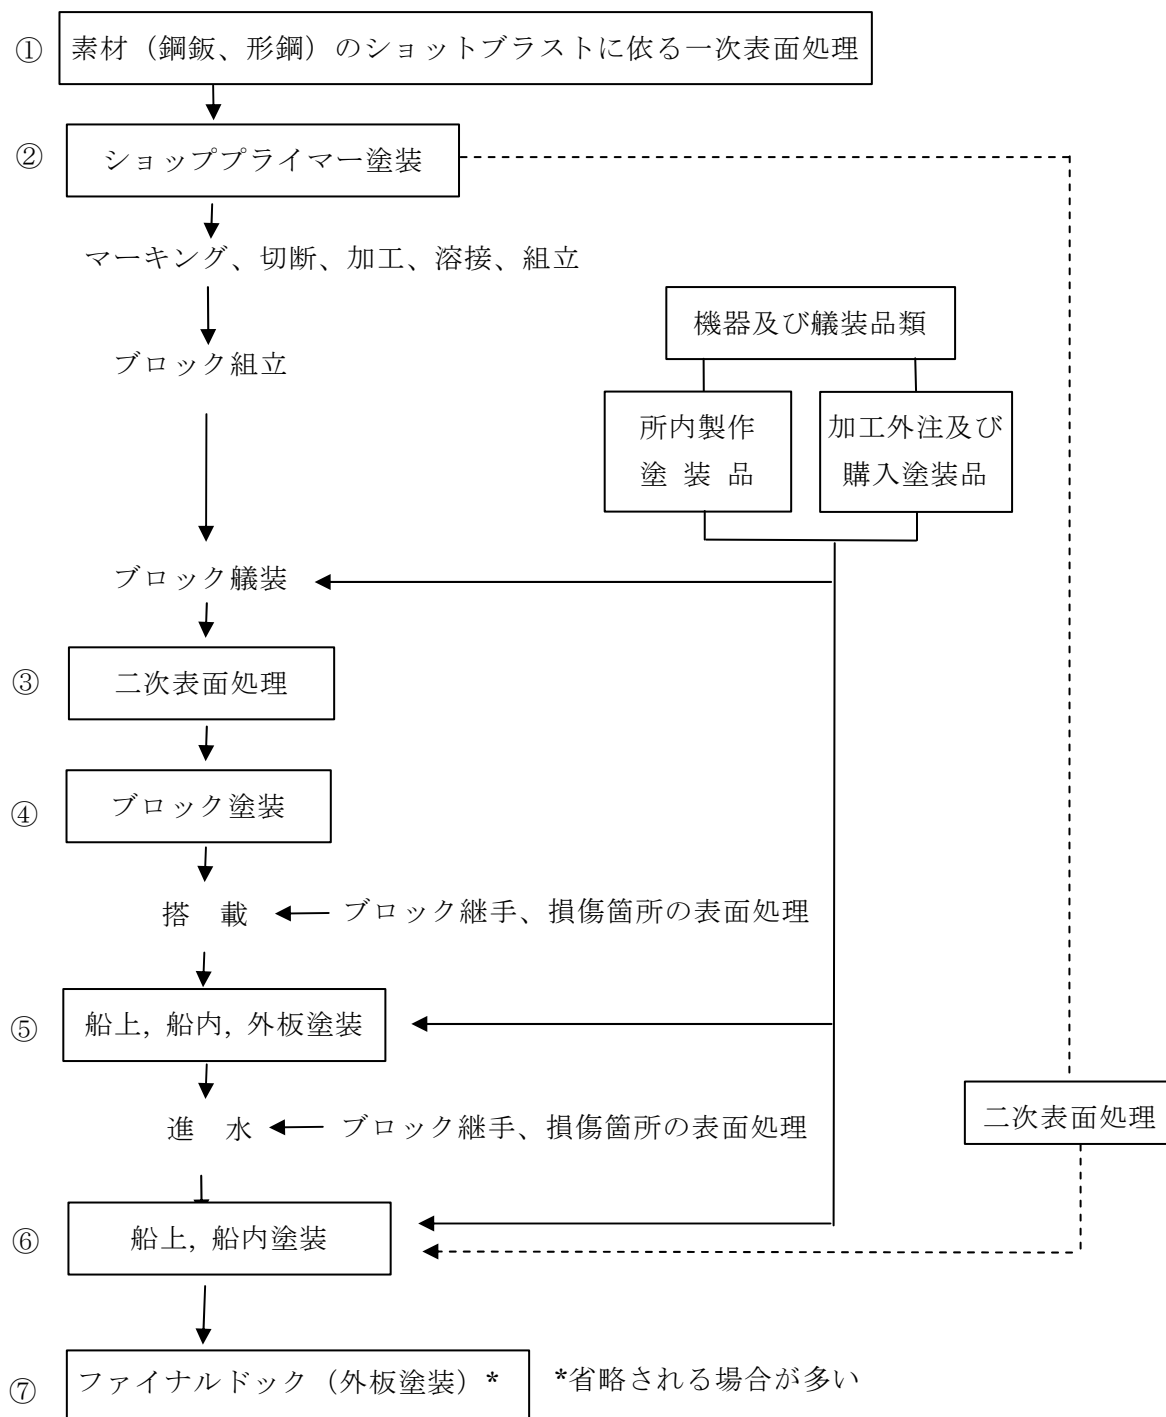 ① 素材（鋼鈑、形鋼）のショットブラストに依る一次表面処理
② ショッププライマー塗装
マーキング、切断、加工、溶接、組立
機器及び艤装品類
ブロック組立
所内製作
塗 装 品
加工外注及び
購入塗装品
ブロック艤装
③ 二次表面処理
④ ブロック塗装
搭 載
ブロック継手、損傷箇所の表面処理
⑤ 船上, 船内, 外板塗装
進 水
ブロック継手、損傷箇所の表面処理
二次表面処理
⑥ 船上, 船内塗装
⑦ ファイナルドック（外板塗装）*
*省略される場合が多い